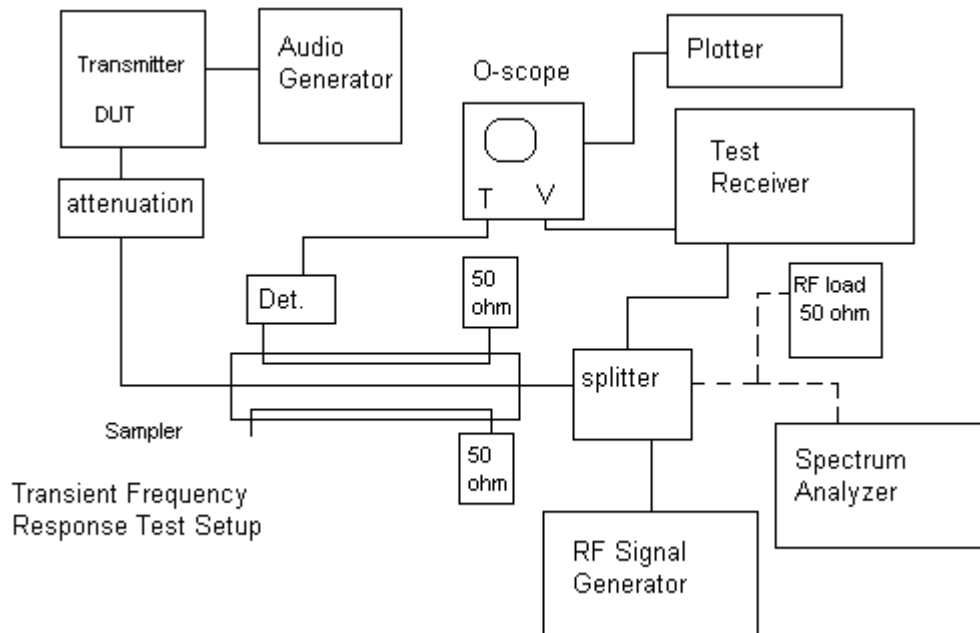 Transmitter
DUT
Audio
Generator
O-scope
T V
Plotter
Test
Receiver
attenuation
Det.
50
ohm
RF load
50 ohm
splitter
Sampler
50
ohm
Spectrum
Analyzer
Transient Frequency
Response Test Setup
RF Signal
Generator